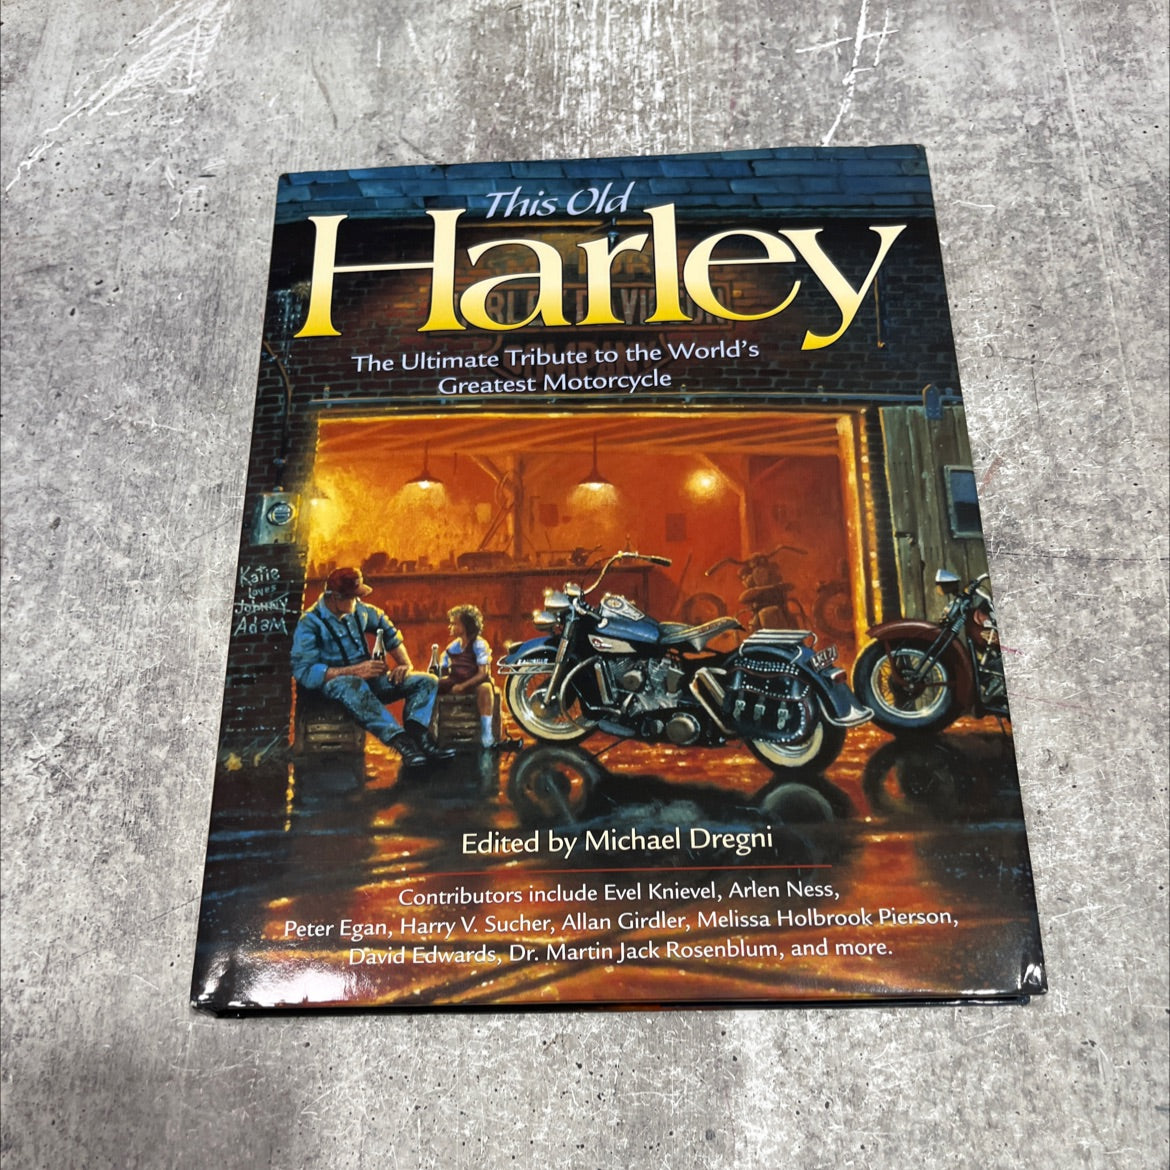 This Old
Harley
The Ultimate Tribute to the World's
Greatest Motorcycle
COMPANY
Katie
loves
Johnny
Adam
Edited by Michael Dregni
Contributors include Evel Knievel, Arlen Ness,
Peter Egan, Harry V. Sucher, Allan Girdler, Melissa Holbrook Pierson,
David Edwards, Dr. Martin Jack Rosenblum, and more.